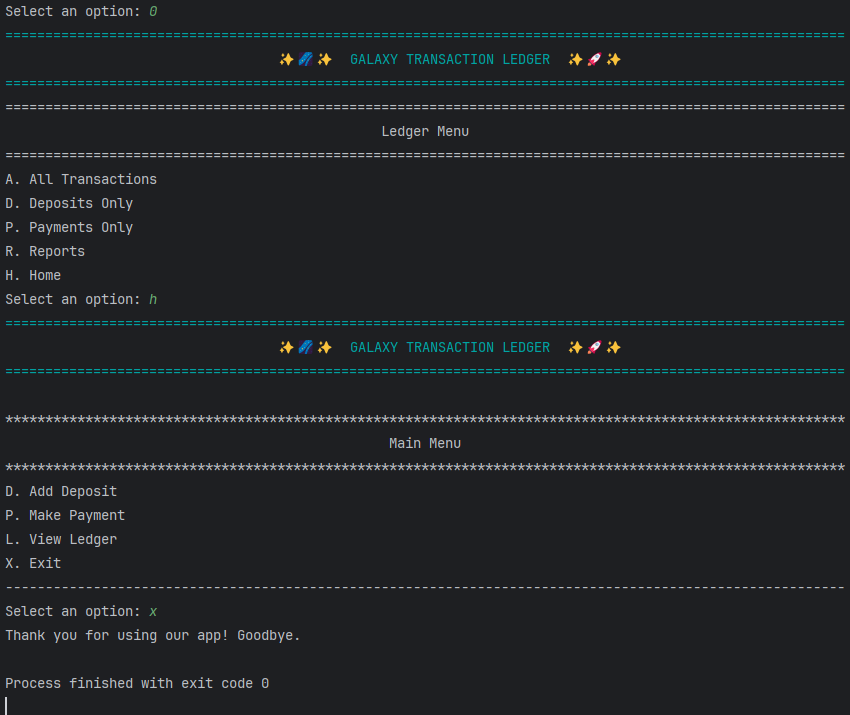 Select an option: 0
=========================================================================================================
✨🌌✨  GALAXY TRANSACTION LEDGER  ✨🚀✨
=========================================================================================================
=========================================================================================================
Ledger Menu
=========================================================================================================
A. All Transactions
D. Deposits Only
P. Payments Only
R. Reports
H. Home
Select an option: h
=========================================================================================================
✨🌌✨  GALAXY TRANSACTION LEDGER  ✨🚀✨
=========================================================================================================
*********************************************************************************************************
Main Menu
*********************************************************************************************************
D. Add Deposit
P. Make Payment
L. View Ledger
X. Exit
---------------------------------------------------------------------------------------------------------
Select an option: x
Thank you for using our app! Goodbye.
Process finished with exit code 0